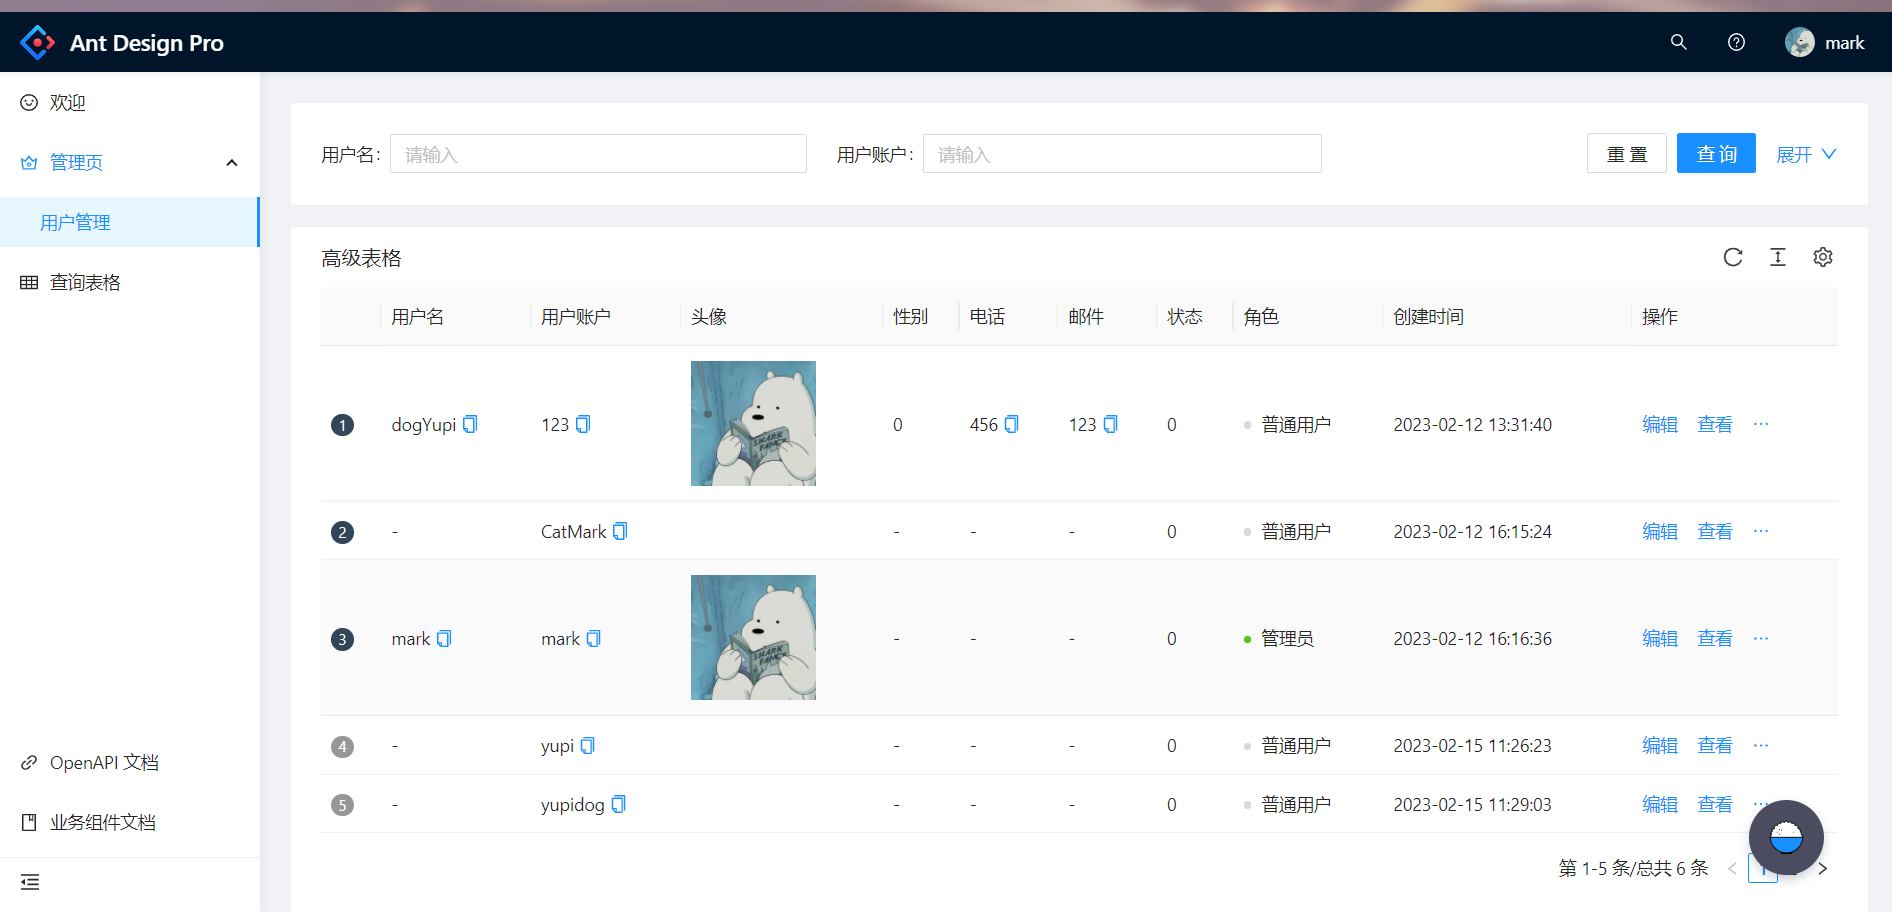 Ant Design Pro
mark
欢迎
管理页
用户管理
查询表格
OpenAPI 文档
业务组件文档
用户名: 请输入 用户账户: 请输入 重 置 查 询 展开
高级表格
用户名 用户账户 头像 性别 电话 邮件 状态 角色 创建时间 操作
1 dogYupi 123 0 456 123 0 普通用户 2023-02-12 13:31:40 编辑 查看 ···
SHARK
2 - CatMark - - - 0 普通用户 2023-02-12 16:15:24 编辑 查看 ···
3 mark mark - - - 0 管理员 2023-02-12 16:16:36 编辑 查看 ···
SHARK
4 - yupi - - - 0 普通用户 2023-02-15 11:26:23 编辑 查看 ···
5 - yupidog - - - 0 普通用户 2023-02-15 11:29:03 编辑 查看 ···
第 1-5 条/总共 6 条 < 1 >